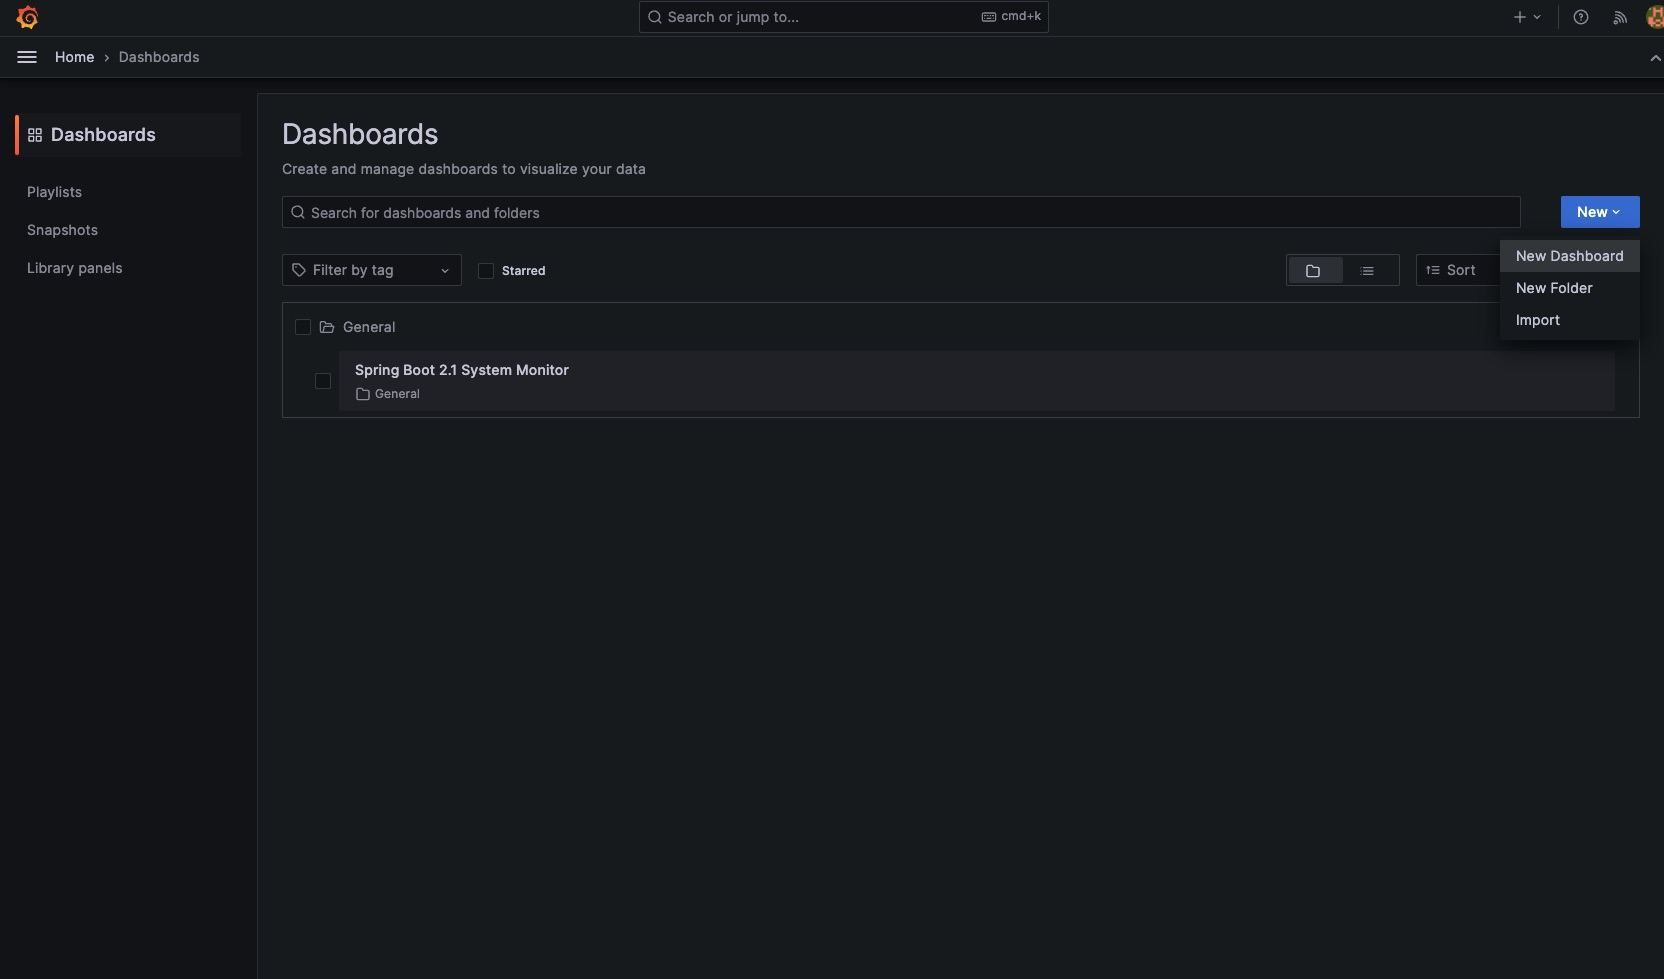 Search or jump to...
cmd+k
Home › Dashboards
Dashboards
Playlists
Snapshots
Library panels
Dashboards
Create and manage dashboards to visualize your data
Search for dashboards and folders
New
New Dashboard
New Folder
Import
Filter by tag
Starred
Sort
General
Spring Boot 2.1 System Monitor
General